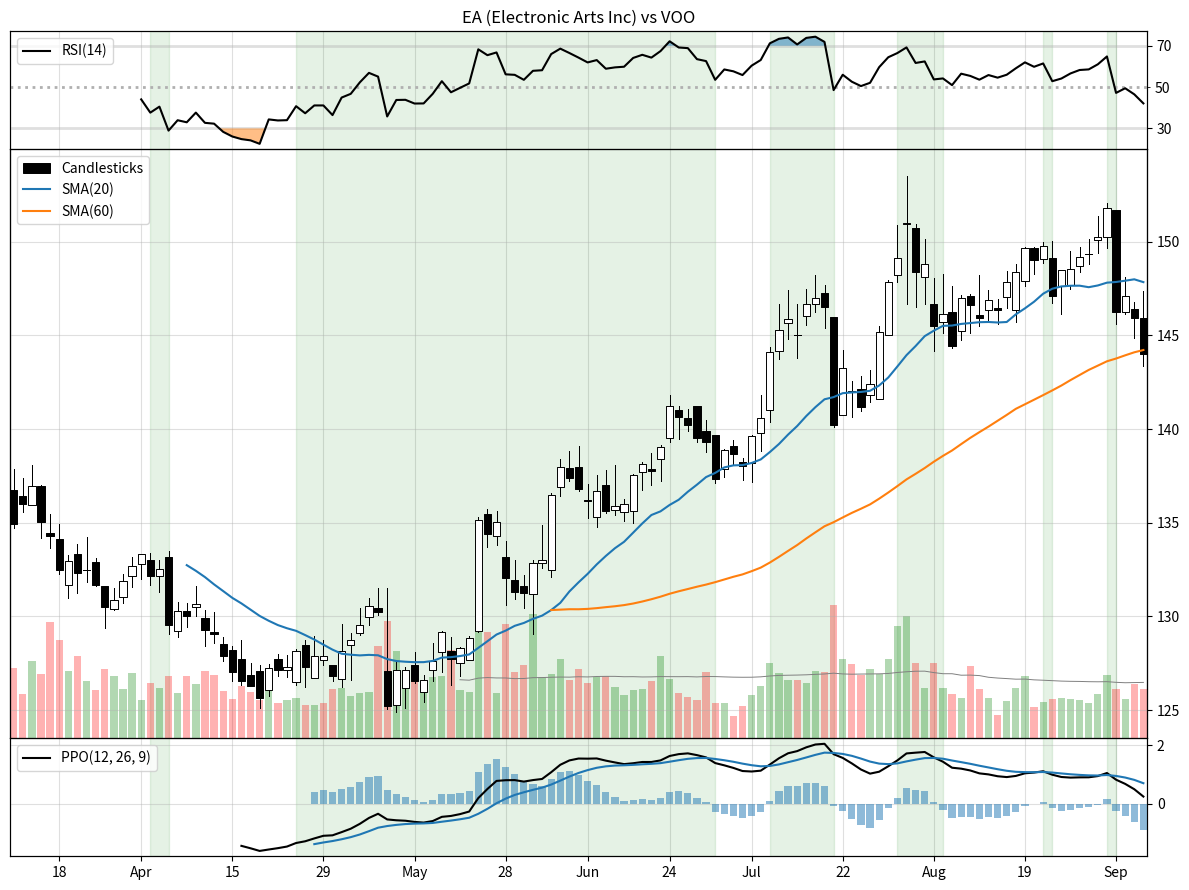 EA (Electronic Arts Inc) vs VOO
RSI(14)
70
50
30
Candlesticks
SMA(20)
SMA(60)
150
145
140
135
130
125
PPO(12, 26, 9)
2
0
18 Apr 15 29 May 28 Jun 24 Jul 22 Aug 19 Sep